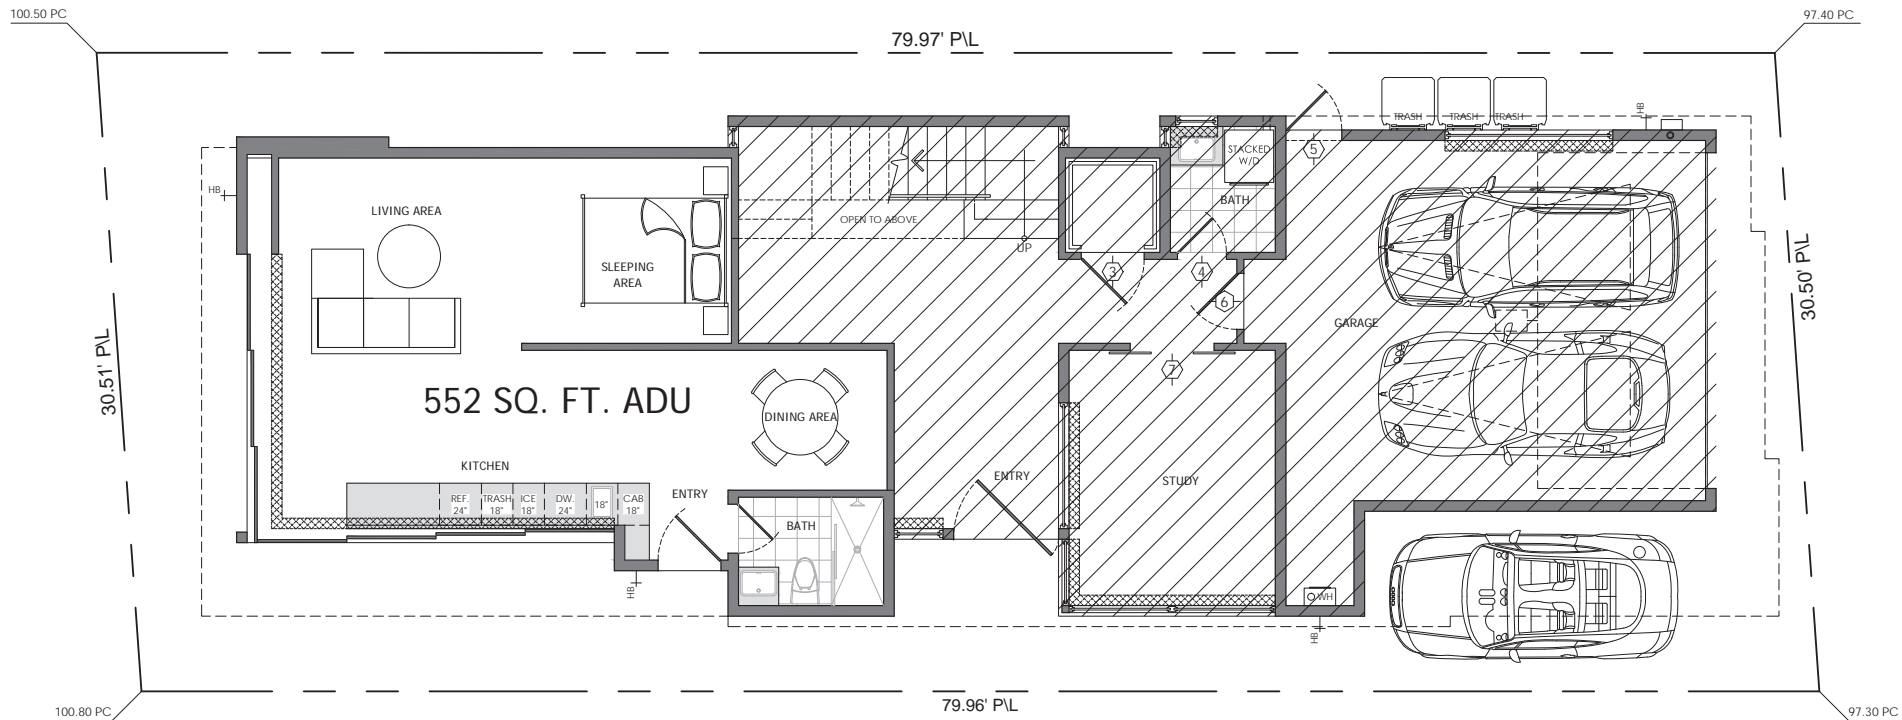 100.50 PC
97.40 PC
79.97' P\L
TRASH
TRASH
TRASH
HB
5
STACKED
W/D
HB
BATH
LIVING AREA
OPEN TO ABOVE
UP
SLEEPING
AREA
3
4
6
30.50' P\L
GARAGE
30.51' P\L
7
552 SQ. FT. ADU
DINING AREA
KITCHEN
ENTRY
STUDY
ENTRY
REF.
24"
TRASH
18"
ICE
18"
DW.
24"
18"
CAB
18"
BATH
HB
WH
HB
79.96' P\L
100.80 PC
97.30 PC